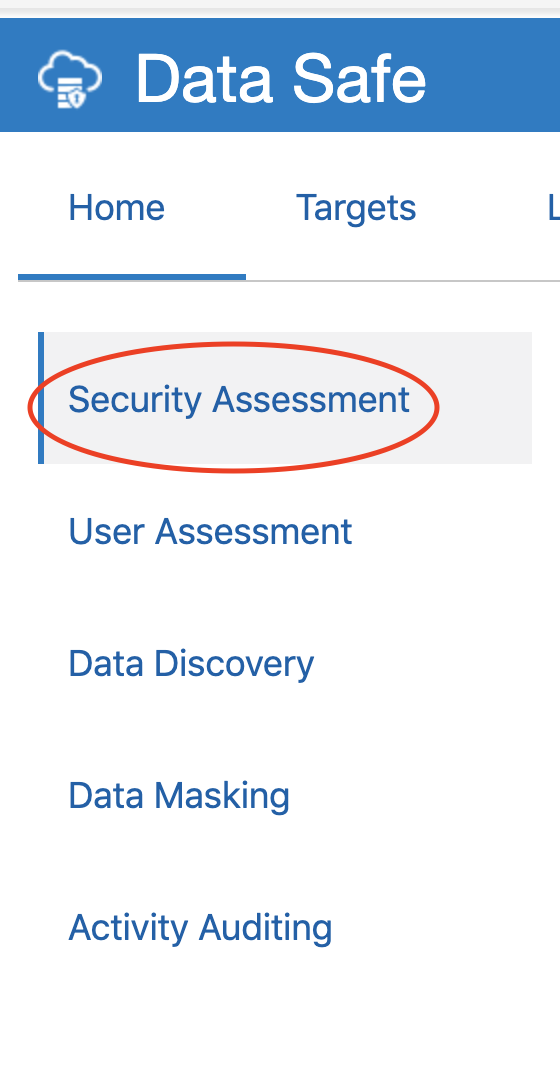 Data Safe
Home Targets L
Security Assessment
User Assessment
Data Discovery
Data Masking
Activity Auditing